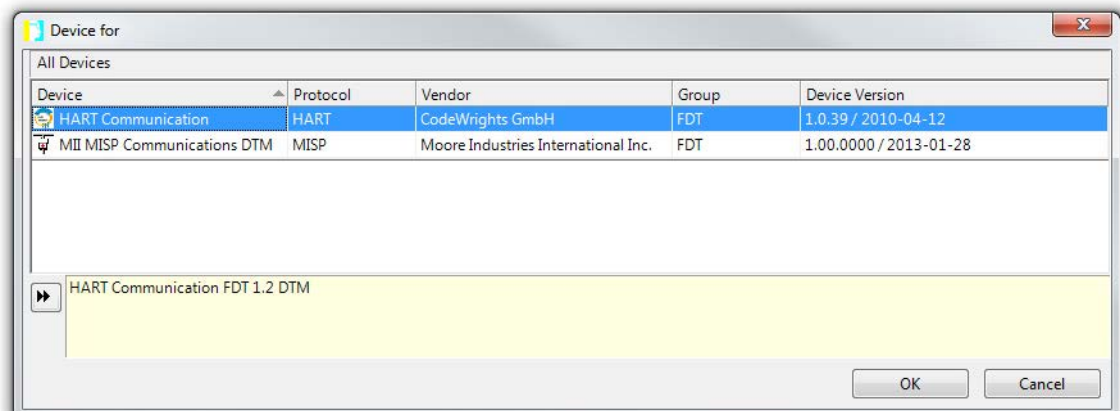 Device for
All Devices
Device Protocol Vendor Group Device Version
HART Communication HART CodeWrights GmbH FDT 1.0.39 / 2010-04-12
MII MISP Communications DTM MISP Moore Industries International Inc. FDT 1.00.0000 / 2013-01-28
HART Communication FDT 1.2 DTM
OK Cancel